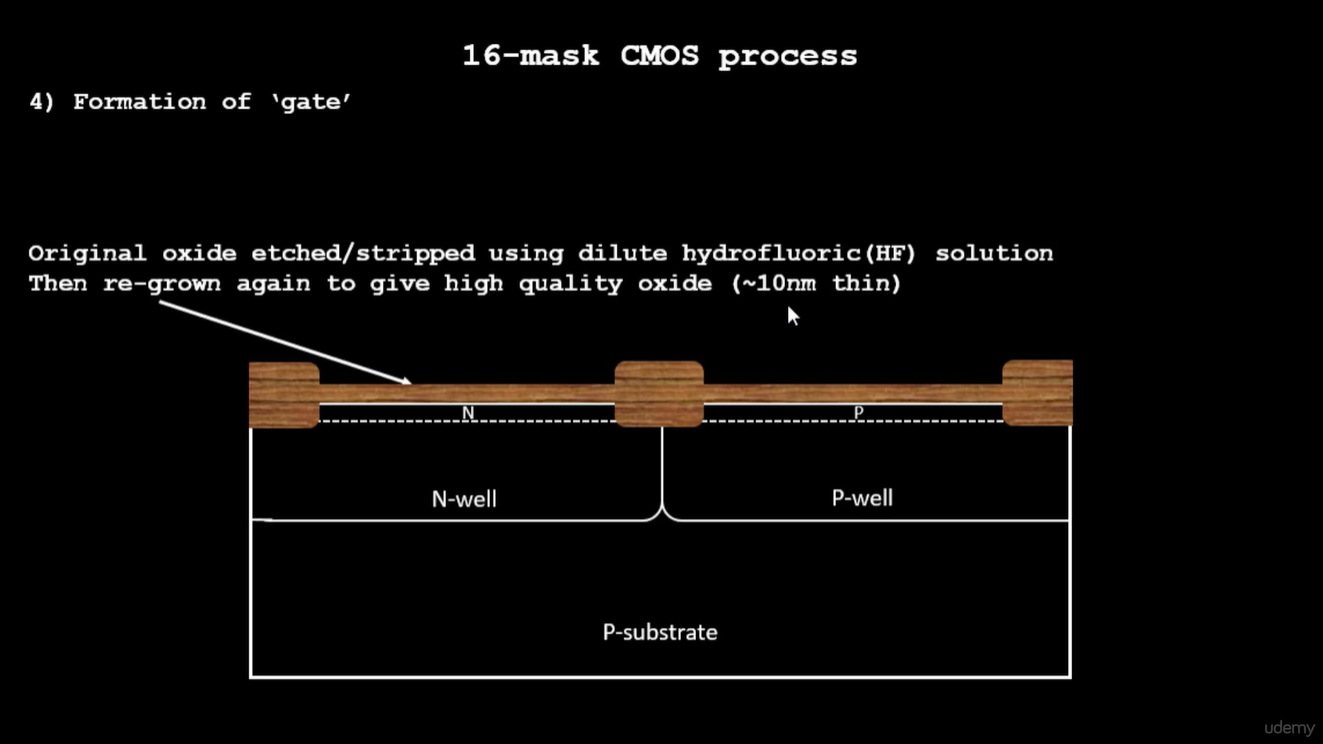 16-mask CMOS process
4) Formation of ‘gate’
Original oxide etched/stripped using dilute hydrofluoric(HF) solution
Then re-grown again to give high quality oxide (~10nm thin)
N
P
N-well
P-well
P-substrate
udemy